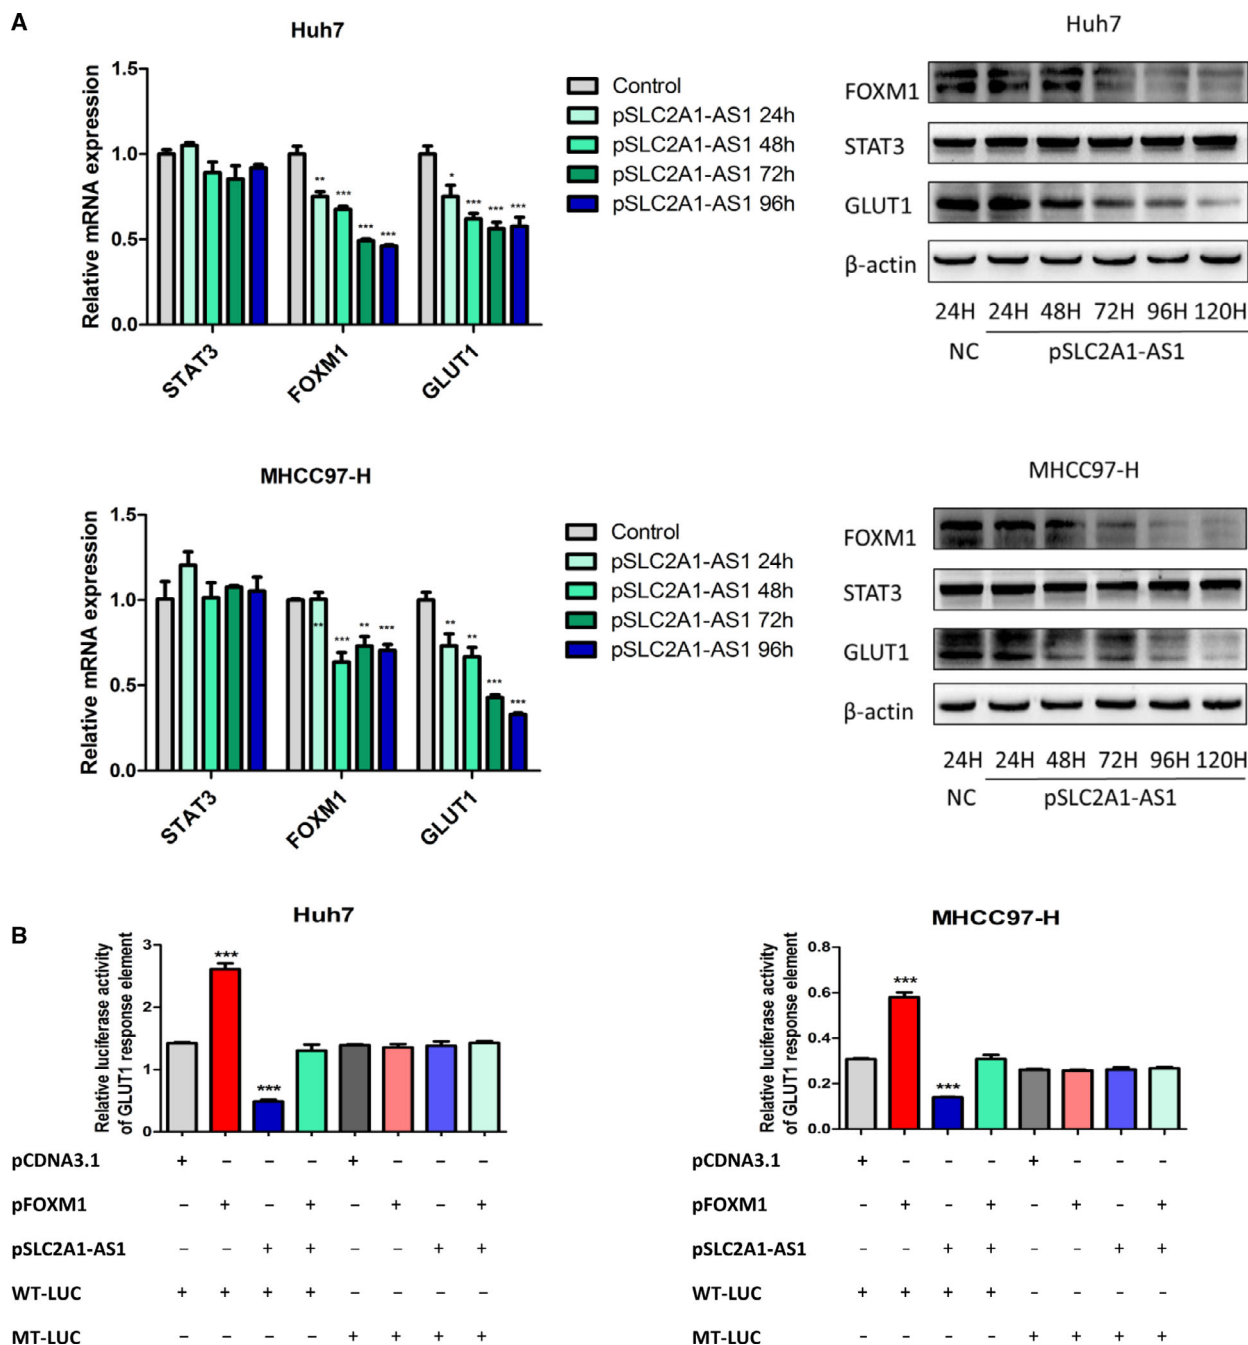 A
Huh7
Relative mRNA expression
1.5
1.0
0.5
0.0
** *** *** ***
* *** *** ***
STAT3 FOXM1 GLUT1
Control
pSLC2A1-AS1 24h
pSLC2A1-AS1 48h
pSLC2A1-AS1 72h
pSLC2A1-AS1 96h
Huh7
FOXM1
STAT3
GLUT1
β-actin
24H 24H 48H 72H 96H 120H
NC pSLC2A1-AS1
MHCC97-H
Relative mRNA expression
1.5
1.0
0.5
0.0
** *** ** ***
** ** *** ***
STAT3 FOXM1 GLUT1
Control
pSLC2A1-AS1 24h
pSLC2A1-AS1 48h
pSLC2A1-AS1 72h
pSLC2A1-AS1 96h
MHCC97-H
FOXM1
STAT3
GLUT1
β-actin
24H 24H 48H 72H 96H 120H
NC pSLC2A1-AS1
B
Huh7
Relative luciferase activity
of GLUT1 response element
3
2
1
0
*** ***
pCDNA3.1 + – – – + – – –
pFOXM1 – + – + – + – +
pSLC2A1-AS1 – – + + – – + +
WT-LUC + + + + – – – –
MT-LUC – – – – + + + +
MHCC97-H
Relative luciferase activity
of GLUT1 response element
0.8
0.6
0.4
0.2
0.0
*** ***
pCDNA3.1 + – – – + – – –
pFOXM1 – + – + – + – +
pSLC2A1-AS1 – – + + – – + +
WT-LUC + + + + – – – –
MT-LUC – – – – + + + +